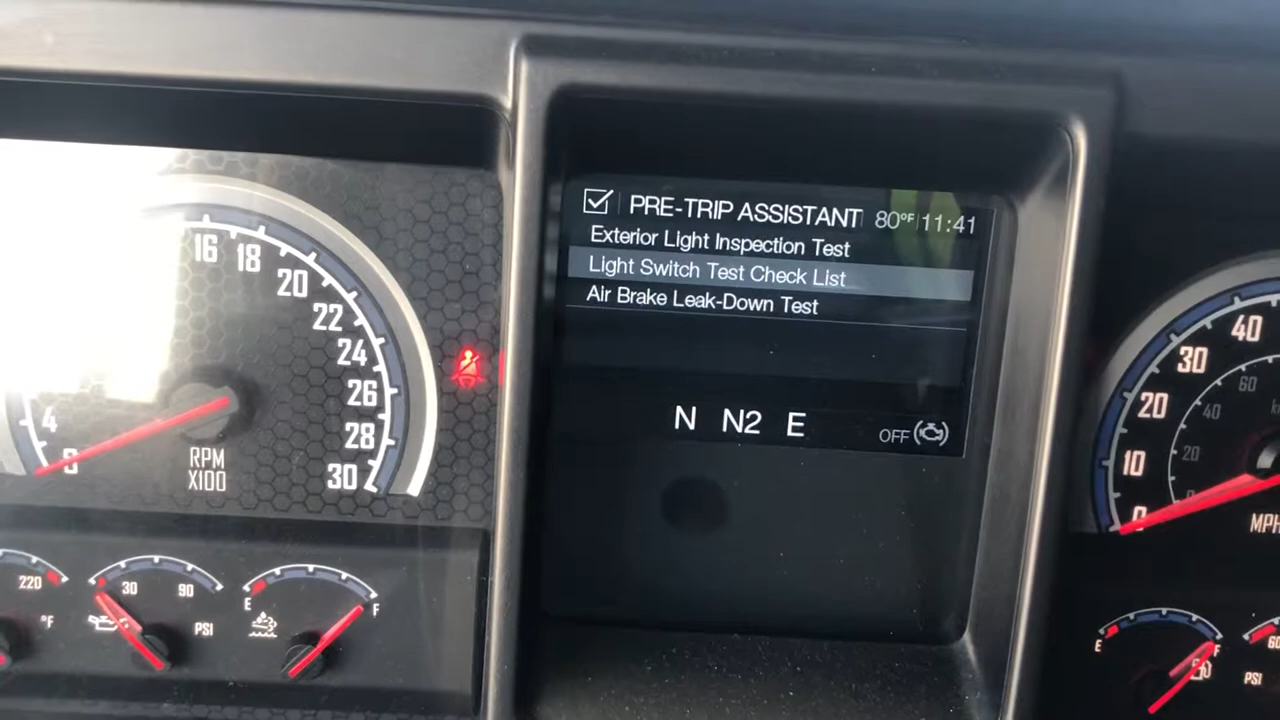 PRE-TRIP ASSISTANT 80°F 11:41
Exterior Light Inspection Test
Light Switch Test Check List
Air Brake Leak-Down Test
N N2 E
OFF
16
18
20
22
24
26
28
30
4
0
RPM
X100
220
°F
30
90
PSI
E
F
40
30
20
10
0
60
40
20
0
MPH
E
F
PSI